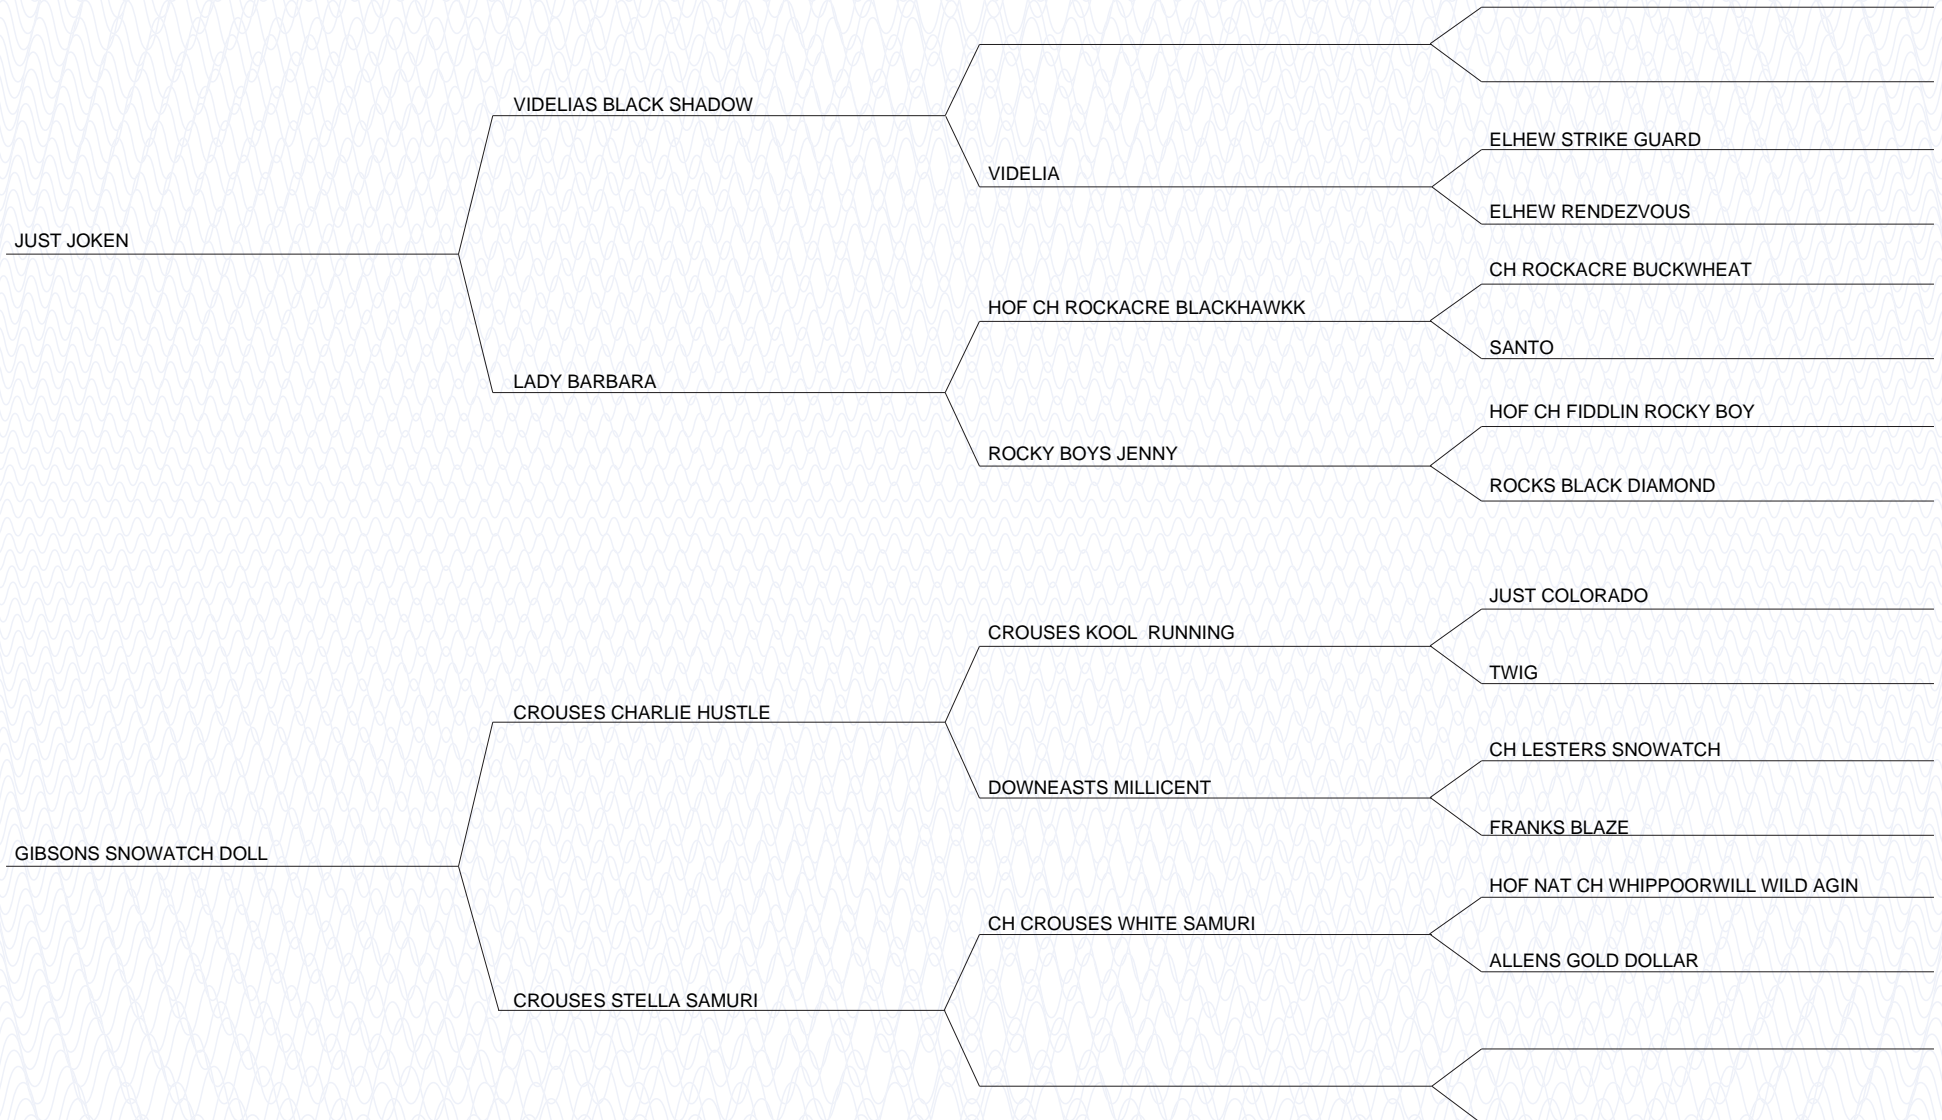 VIDELIAS BLACK SHADOW
ELHEW STRIKE GUARD
VIDELIA
ELHEW RENDEZVOUS
JUST JOKEN
CH ROCKACRE BUCKWHEAT
HOF CH ROCKACRE BLACKHAWKK
SANTO
LADY BARBARA
HOF CH FIDDLIN ROCKY BOY
ROCKY BOYS JENNY
ROCKS BLACK DIAMOND
JUST COLORADO
CROUSES KOOL  RUNNING
TWIG
CROUSES CHARLIE HUSTLE
CH LESTERS SNOWATCH
DOWNEASTS MILLICENT
FRANKS BLAZE
GIBSONS SNOWATCH DOLL
HOF NAT CH WHIPPOORWILL WILD AGIN
CH CROUSES WHITE SAMURI
ALLENS GOLD DOLLAR
CROUSES STELLA SAMURI